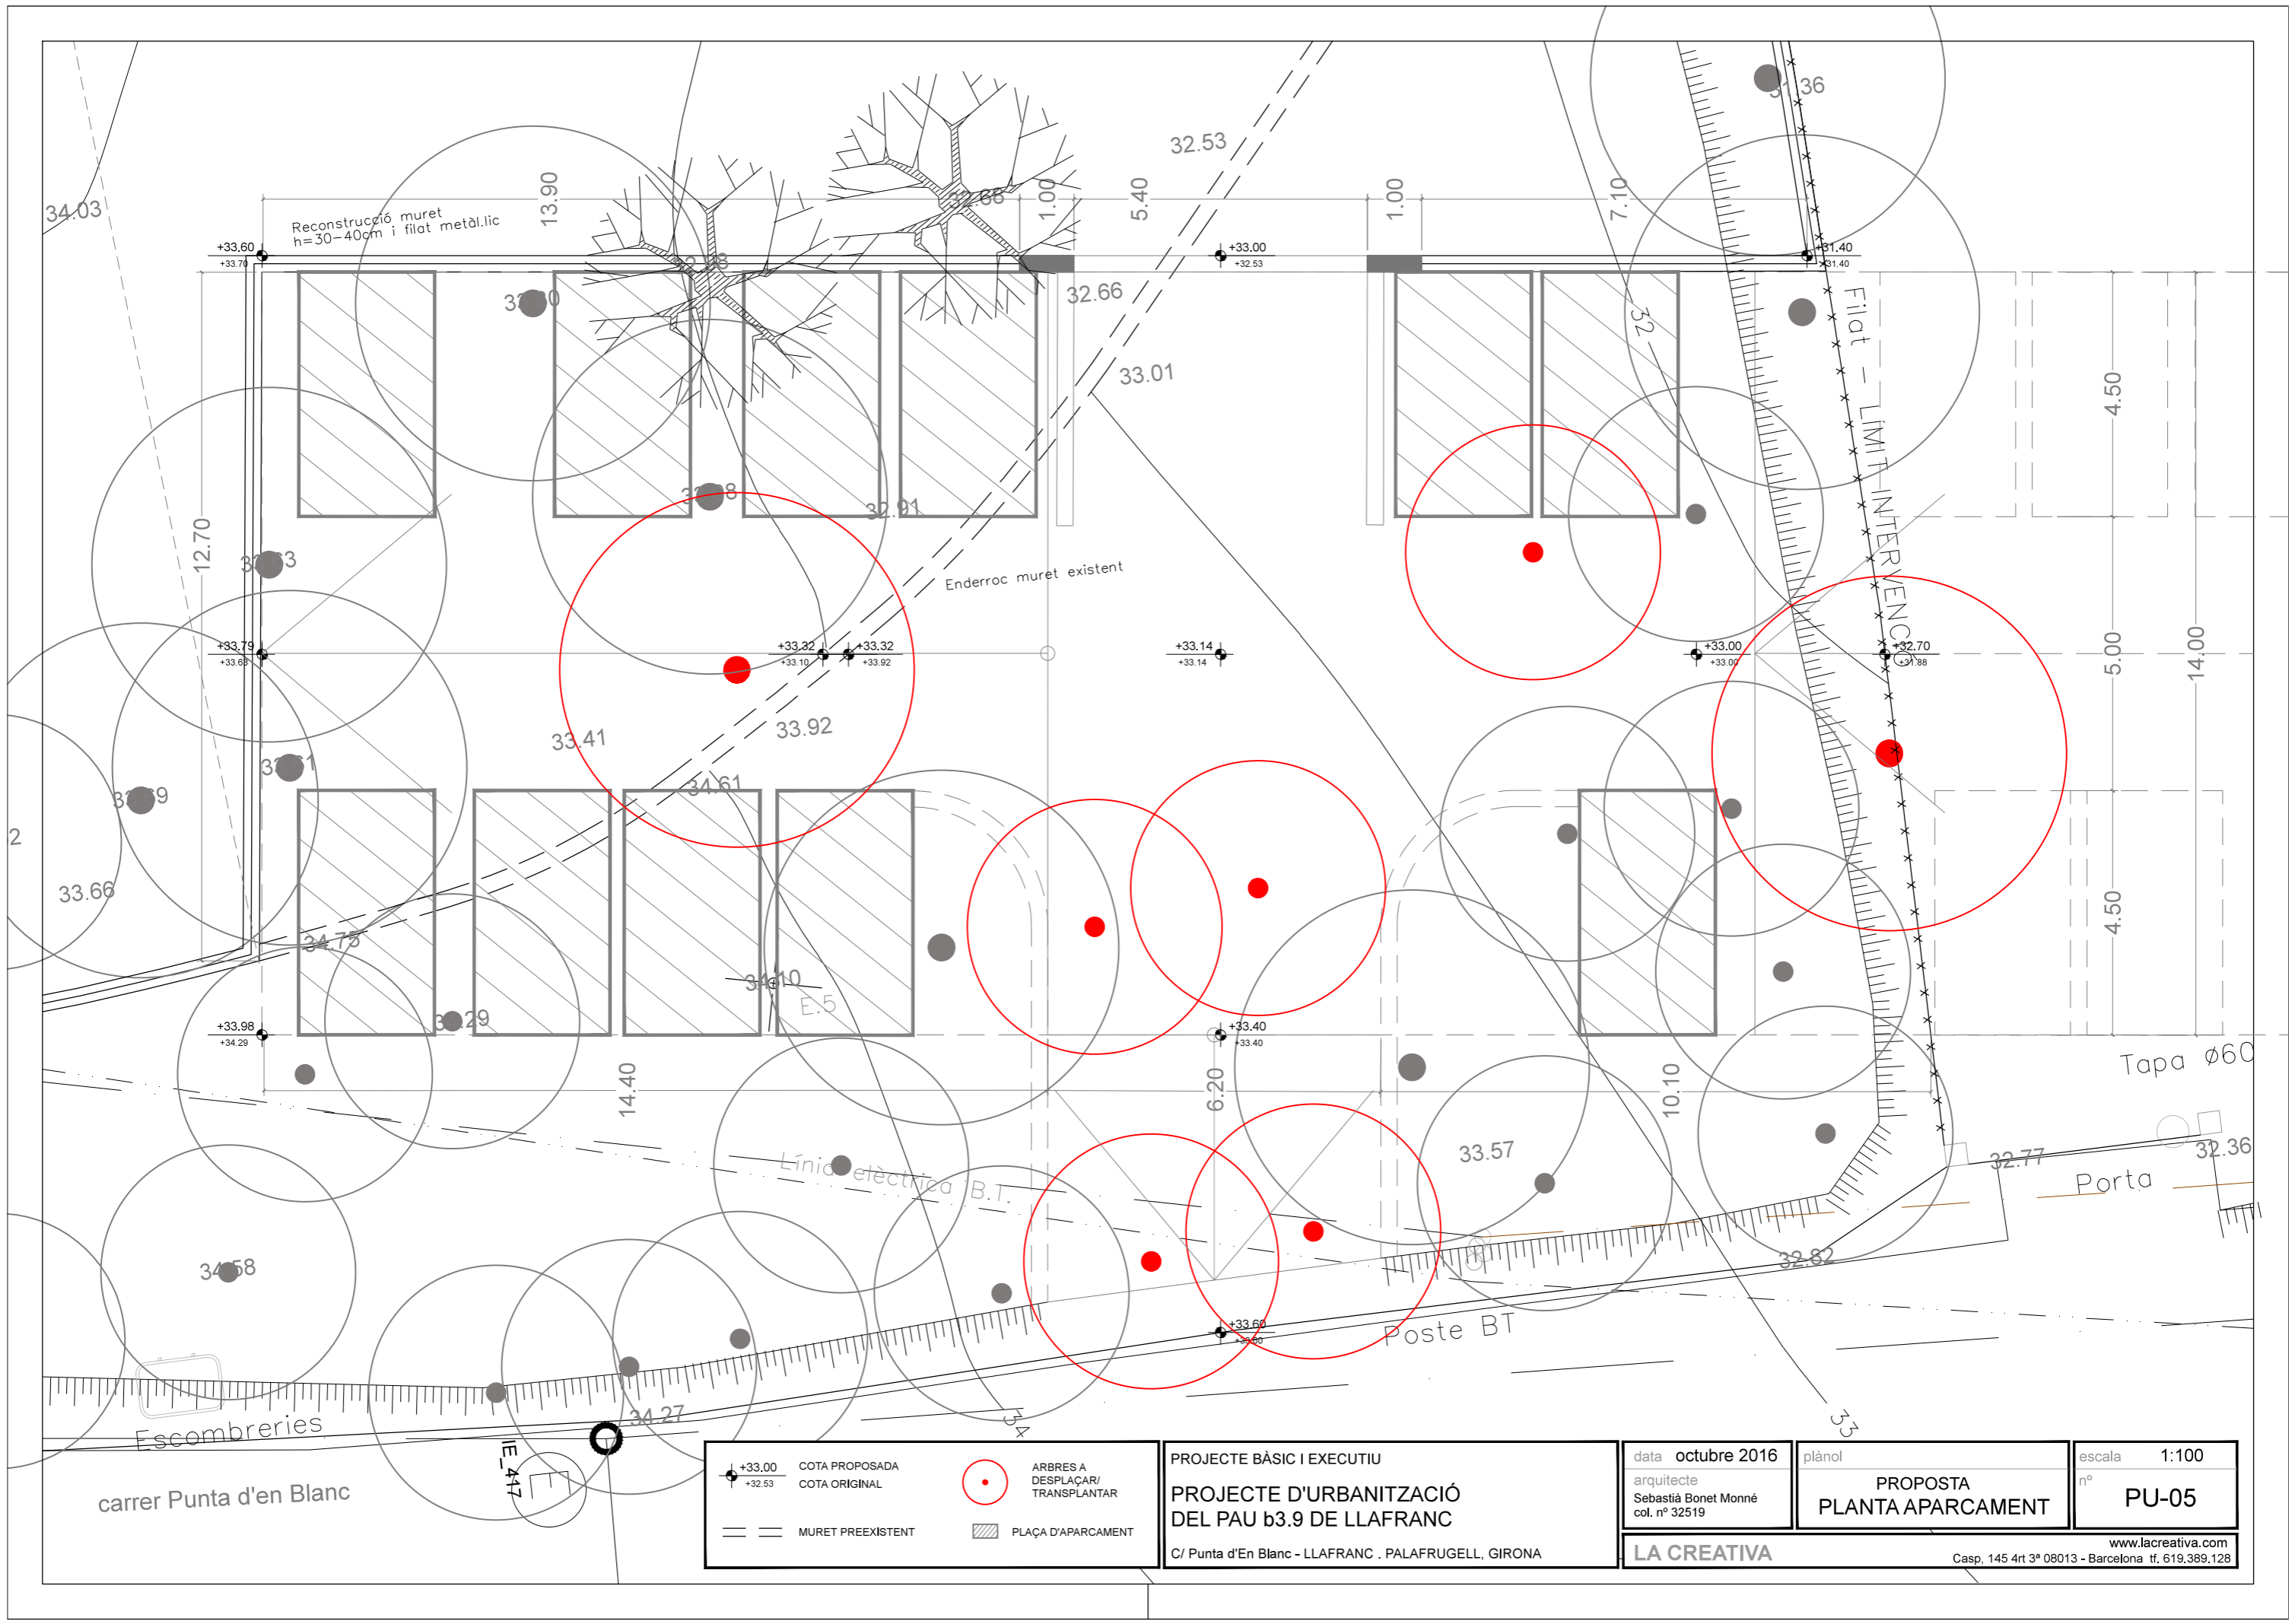 31.36
32.53
34.03
13.90
32.68
1.00
5.40
1.00
7.10
Reconstrucció muret
h=30-40cm i filat metàl.lic
+33.60
+33.70
+33.00
+32.53
+31.40
+31.40
32.66
32
Filat - LÍMIT INTERVENCIÓ
33.01
4.50
32.91
12.70
Enderroc muret existent
+33.79
+33.63
+33.32
+33.10
+33.32
+33.92
+33.14
+33.14
+33.00
+33.00
+32.70
+31.88
5.00
14.00
33.41
33.92
34.61
2
33.66
4.50
34.75
34.10
E.5
+33.98
+34.29
+33.40
+33.40
14.40
6.20
10.10
Tapa Ø60
Línia elèctrica B.T.
33.57
32.77
32.36
Porta
34.58
32.82
+33.60
Poste BT
34.27
34
33
Escombreries
IE_417
carrer Punta d'en Blanc
+33.00
+32.53
COTA PROPOSADA
COTA ORIGINAL
ARBRES A
DESPLAÇAR/
TRANSPLANTAR
MURET PREEXISTENT
PLAÇA D'APARCAMENT
PROJECTE BÀSIC I EXECUTIU
PROJECTE D'URBANITZACIÓ
DEL PAU b3.9 DE LLAFRANC
C/ Punta d'En Blanc - LLAFRANC . PALAFRUGELL, GIRONA
data octubre 2016
arquitecte
Sebastià Bonet Monné
col. nº 32519
plànol
PROPOSTA
PLANTA APARCAMENT
escala 1:100
nº
PU-05
LA CREATIVA
www.lacreativa.com
Casp, 145 4rt 3ª 08013 - Barcelona tf. 619.389.128